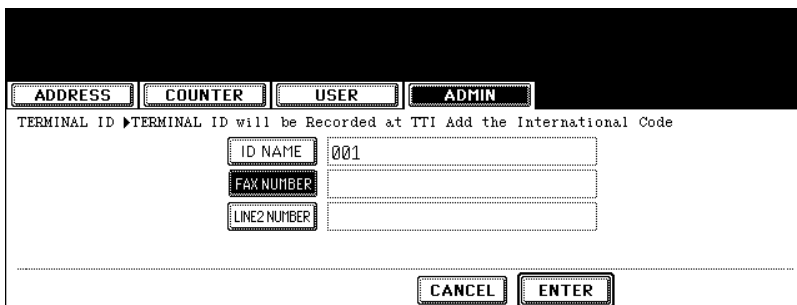 ADDRESS COUNTER USER ADMIN
TERMINAL ID ▶TERMINAL ID will be Recorded at TTI Add the International Code
ID NAME 001
FAX NUMBER
LINE2 NUMBER
CANCEL ENTER